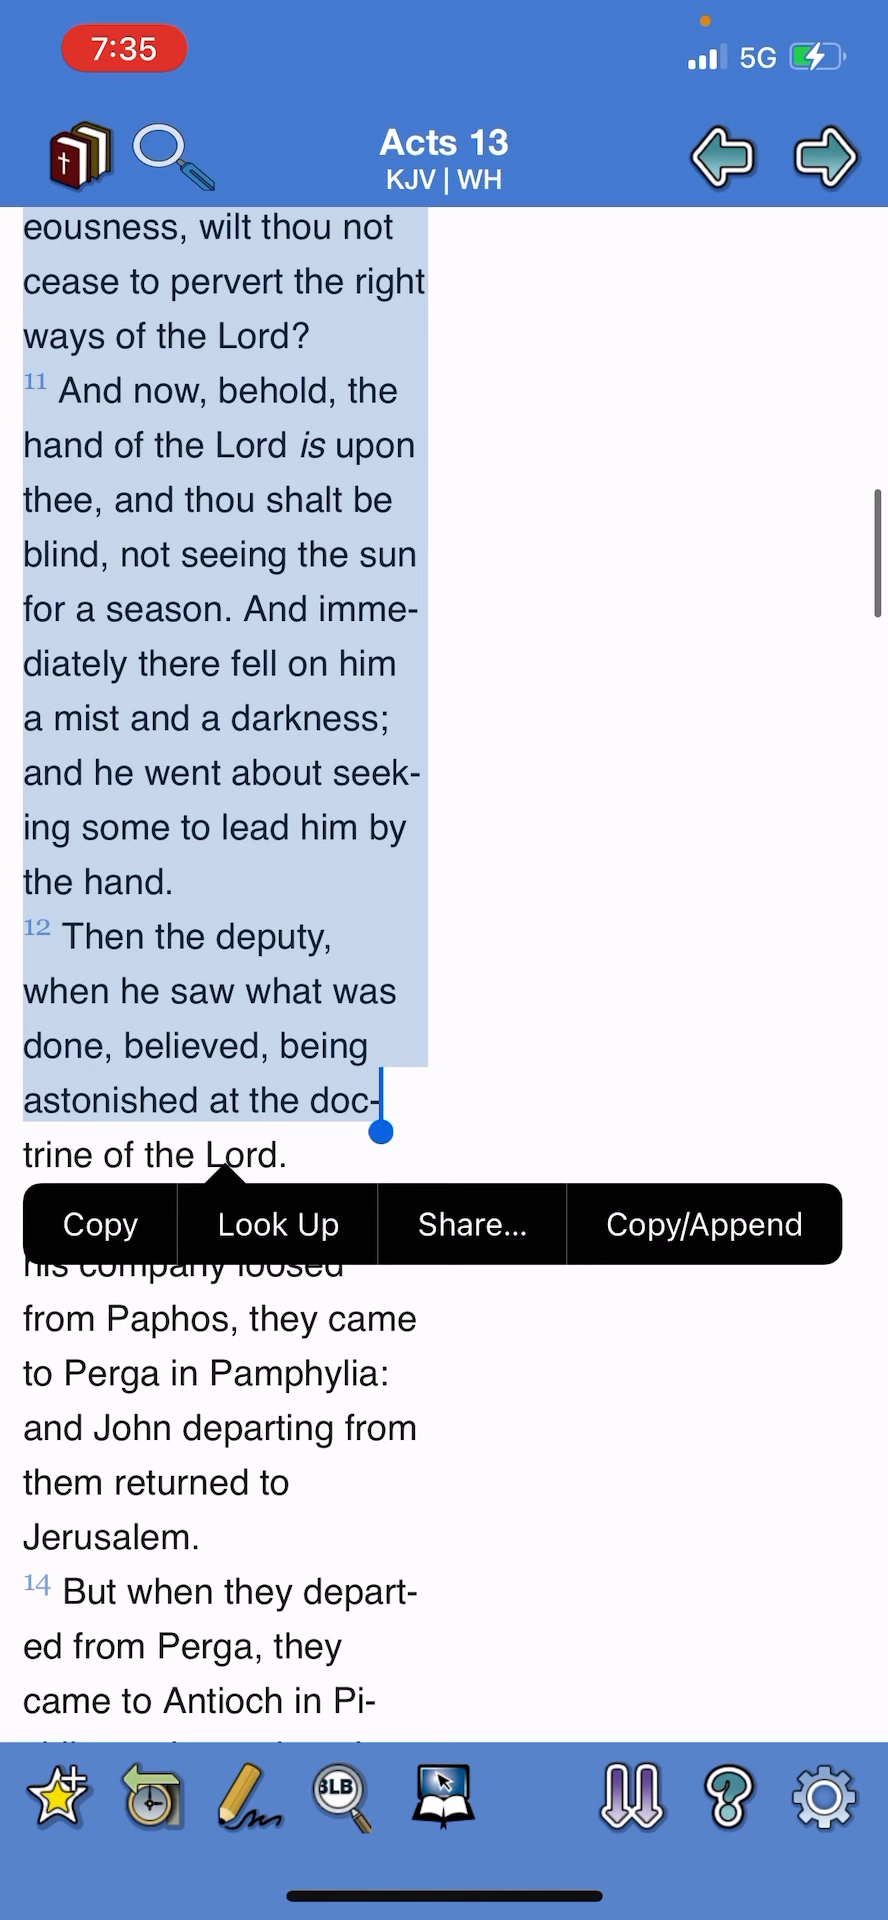 7:35
5G
Acts 13
KJV | WH
eousness, wilt thou not
cease to pervert the right
ways of the Lord?
11 And now, behold, the
hand of the Lord is upon
thee, and thou shalt be
blind, not seeing the sun
for a season. And imme-
diately there fell on him
a mist and a darkness;
and he went about seek-
ing some to lead him by
the hand.
12 Then the deputy,
when he saw what was
done, believed, being
astonished at the doc-
trine of the Lord.
Copy Look Up Share... Copy/Append
his company loosed
from Paphos, they came
to Perga in Pamphylia:
and John departing from
them returned to
Jerusalem.
14 But when they depart-
ed from Perga, they
came to Antioch in Pi-
BLB